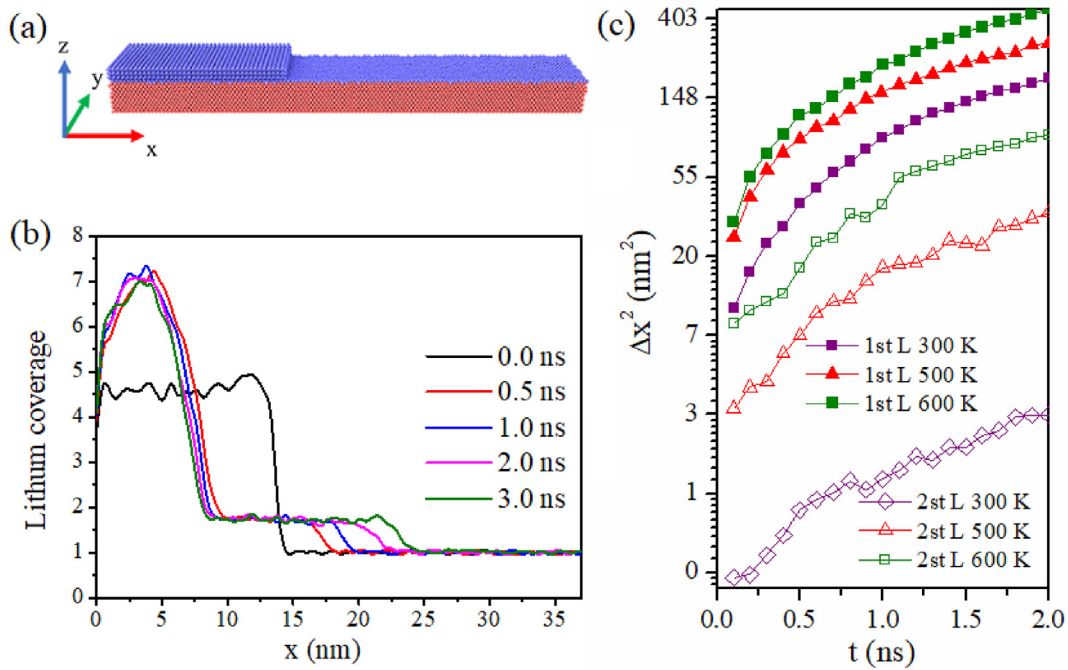 (a)
z
y
x
(b)
Lithum coverage
8
7
6
5
4
3
2
1
0
0.0 ns
0.5 ns
1.0 ns
2.0 ns
3.0 ns
0 5 10 15 20 25 30 35
x (nm)
(c)
Δx² (nm²)
403
148
55
20
7
3
1
0
1st L 300 K
1st L 500 K
1st L 600 K
2st L 300 K
2st L 500 K
2st L 600 K
0.0 0.5 1.0 1.5 2.0
t (ns)